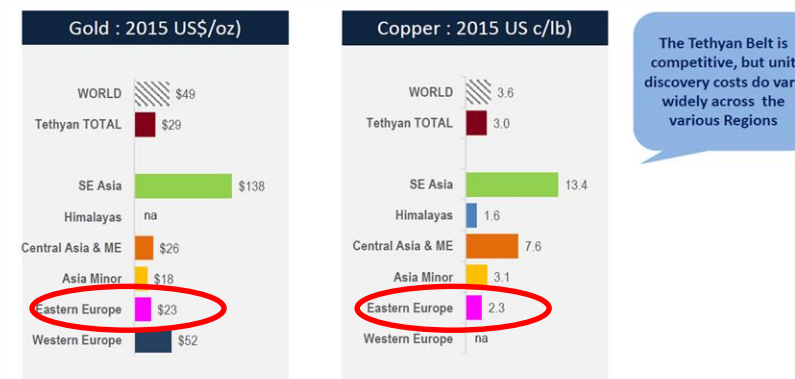 Gold : 2015 US$/oz)
WORLD $49
Tethyan TOTAL $29
SE Asia $138
Himalayas na
Central Asia & ME $26
Asia Minor $18
Eastern Europe $23
Western Europe $52
Copper : 2015 US c/lb)
WORLD 3.6
Tethyan TOTAL 3.0
SE Asia 13.4
Himalayas 1.6
Central Asia & ME 7.6
Asia Minor 3.1
Eastern Europe 2.3
Western Europe na
The Tethyan Belt is
competitive, but unit
discovery costs do var
widely across the
various Regions